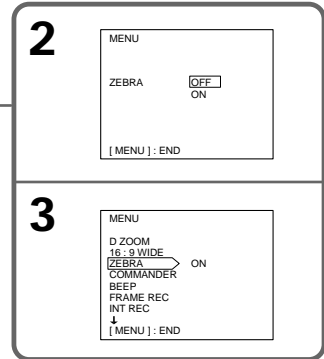 2
MENU
ZEBRA OFF
ON
[ MENU ] : END
3
MENU
D ZOOM
16 : 9 WIDE
ZEBRA ON
COMMANDER
BEEP
FRAME REC
INT REC
↓
[ MENU ] : END